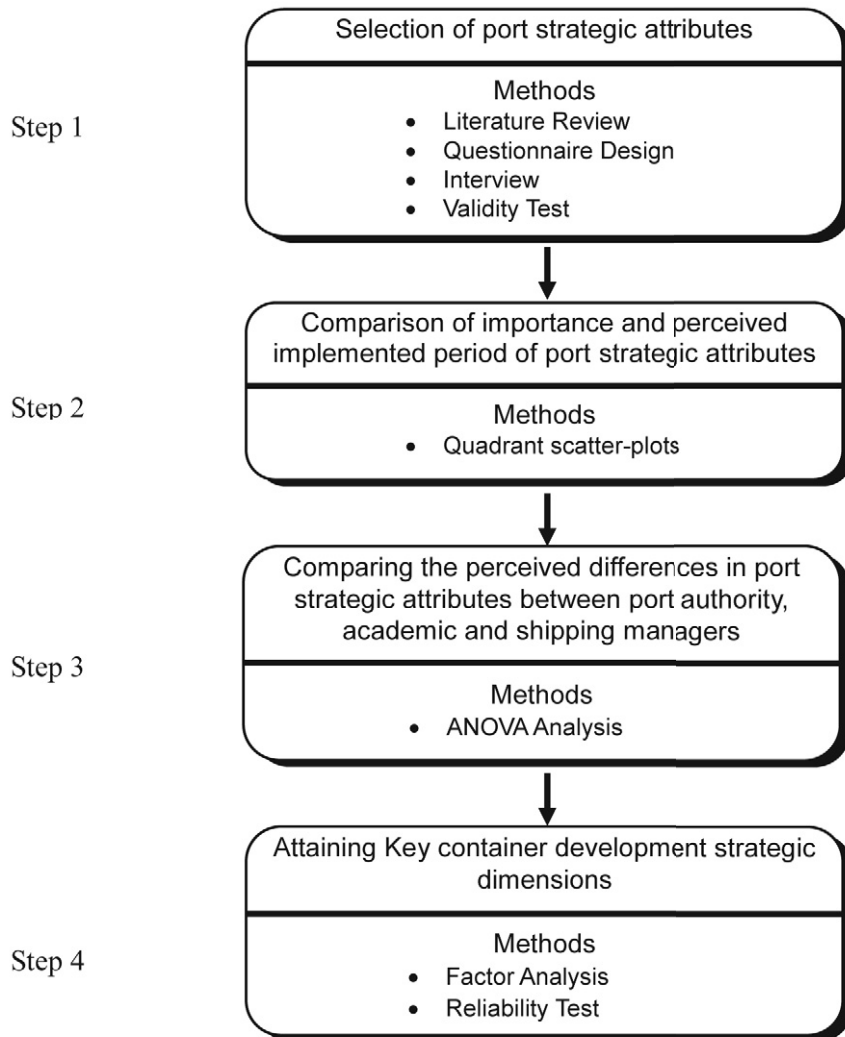 Step 1
Selection of port strategic attributes
Methods
• Literature Review
• Questionnaire Design
• Interview
• Validity Test
Step 2
Comparison of importance and perceived
implemented period of port strategic attributes
Methods
• Quadrant scatter-plots
Step 3
Comparing the perceived differences in port
strategic attributes between port authority,
academic and shipping managers
Methods
• ANOVA Analysis
Step 4
Attaining Key container development strategic
dimensions
Methods
• Factor Analysis
• Reliability Test